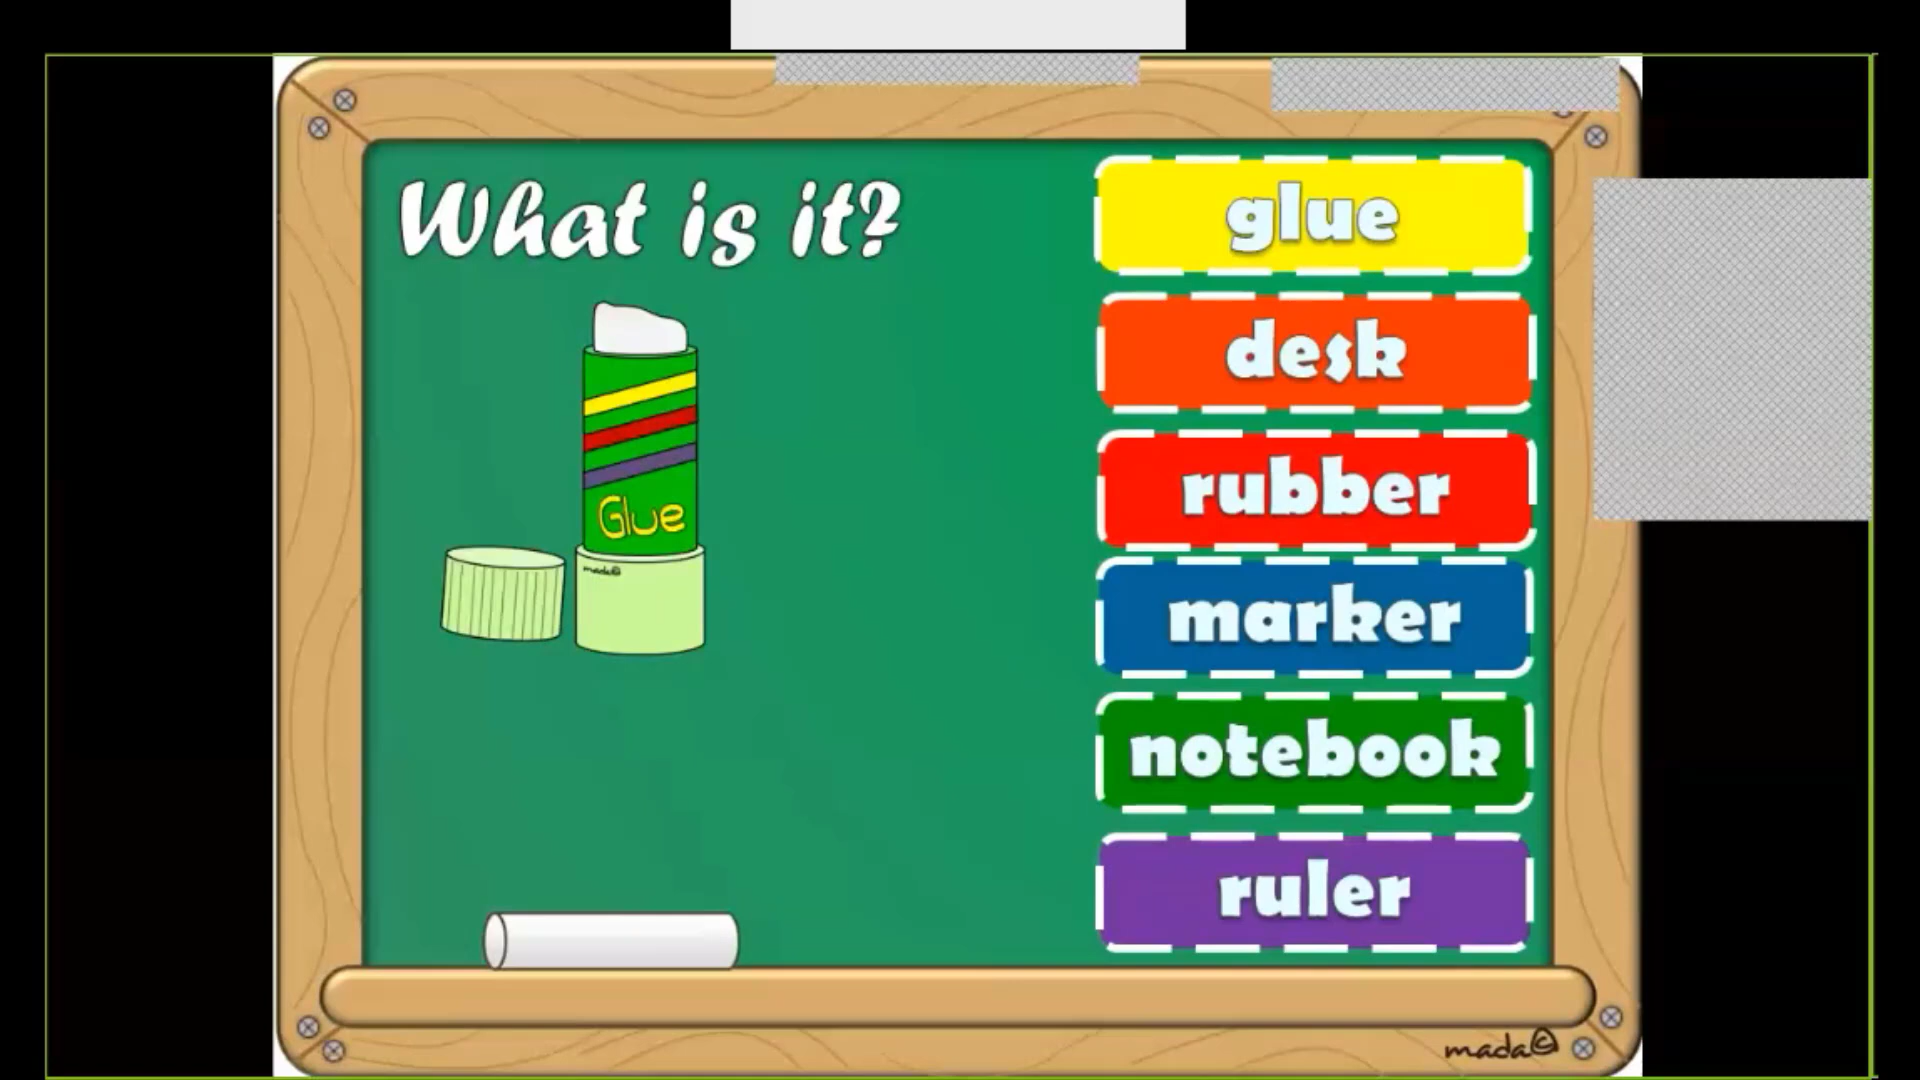 What is it?
glue
desk
rubber
marker
notebook
ruler
Glue
mada©
mada©